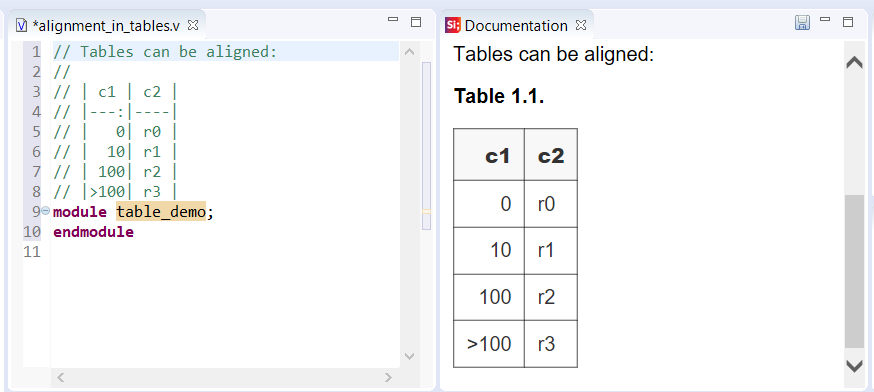 *alignment_in_tables.v
1 // Tables can be aligned:
2 //
3 // | c1 | c2 |
4 // |---:|----|
5 // |   0| r0 |
6 // |  10| r1 |
7 // | 100| r2 |
8 // |>100| r3 |
9 module table_demo;
10 endmodule
11
Si; Documentation
Tables can be aligned:
Table 1.1.
c1 c2
0 r0
10 r1
100 r2
>100 r3